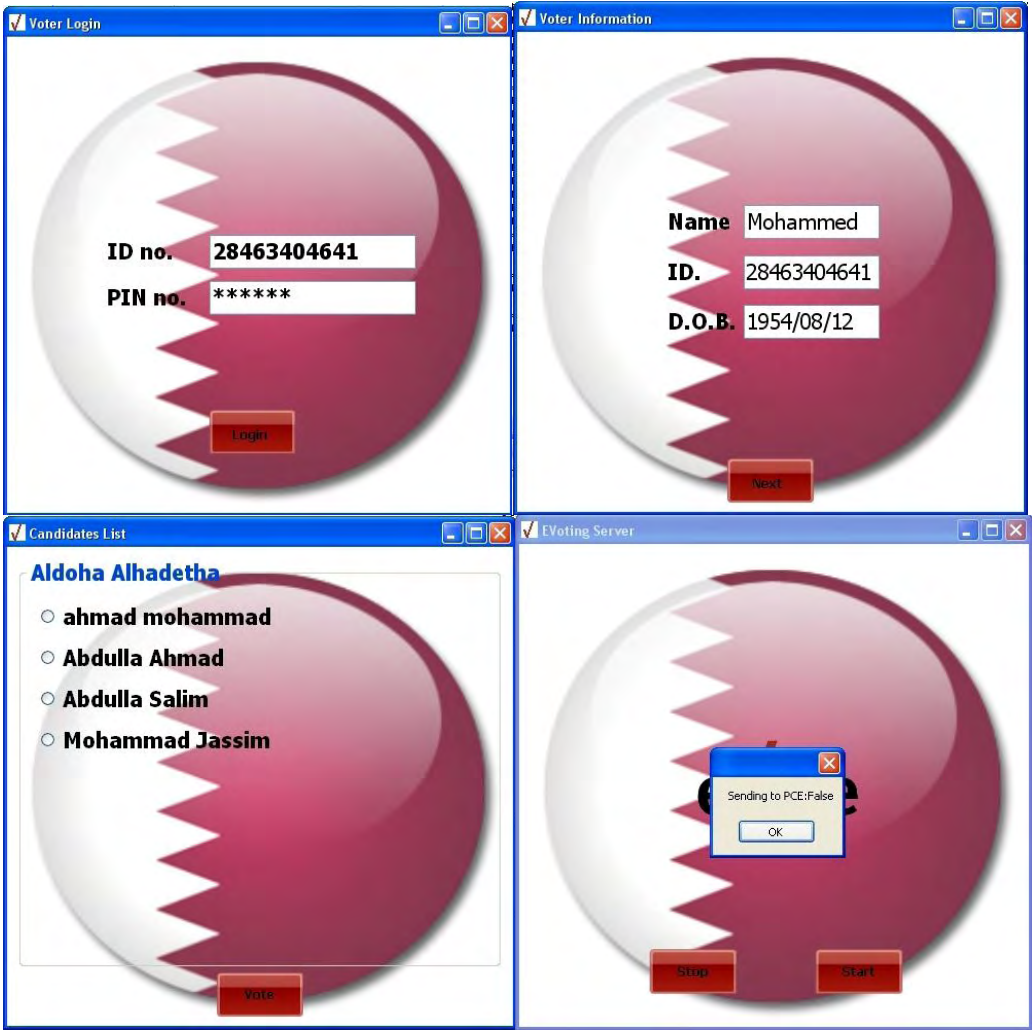 Voter Login
ID no. 28463404641
PIN no. ******
Login
Voter Information
Name Mohammed
ID. 28463404641
D.O.B. 1954/08/12
Next
Candidates List
Aldoha Alhadetha
ahmad mohammad
Abdulla Ahmad
Abdulla Salim
Mohammad Jassim
Vote
EVoting Server
Sending to PCE:False
OK
Stop Start